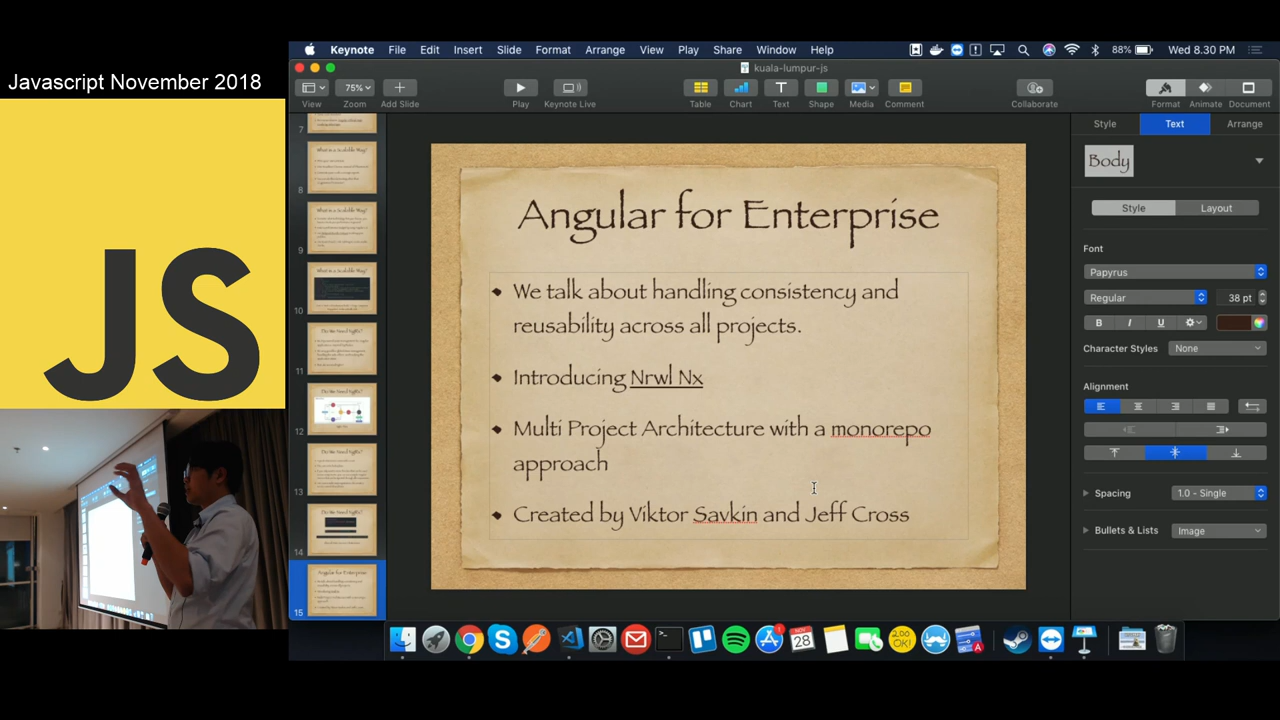 Javascript November 2018
JS
Keynote File Edit Insert Slide Format Arrange View Play Share Window Help
88% Wed 8.30 PM
kuala-lumpur-js
75%
View Zoom Add Slide Play Keynote Live Table Chart Text Shape Media Comment Collaborate Format Animate Document
Style Text Arrange
7
8
9
10
11
12
13
14
15
Angular for Enterprise
We talk about handling consistency and
reusability across all projects.
Introducing Nrwl Nx
Multi Project Architecture with a monorepo
approach
Created by Viktor Savkin and Jeff Cross
Body
Style Layout
Font
Papyrus
Regular 38 pt
B I U
Character Styles None
Alignment
Spacing 1.0 - Single
Bullets & Lists Image
NOV
28
2.00
OK!